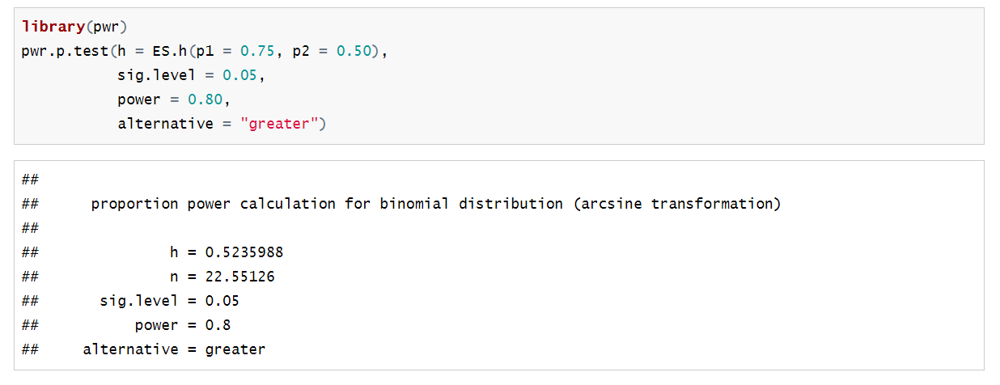 library(pwr)
pwr.p.test(h = ES.h(p1 = 0.75, p2 = 0.50),
           sig.level = 0.05,
           power = 0.80,
           alternative = "greater")
##
##      proportion power calculation for binomial distribution (arcsine transformation)
##
##               h = 0.5235988
##               n = 22.55126
##       sig.level = 0.05
##           power = 0.8
##     alternative = greater